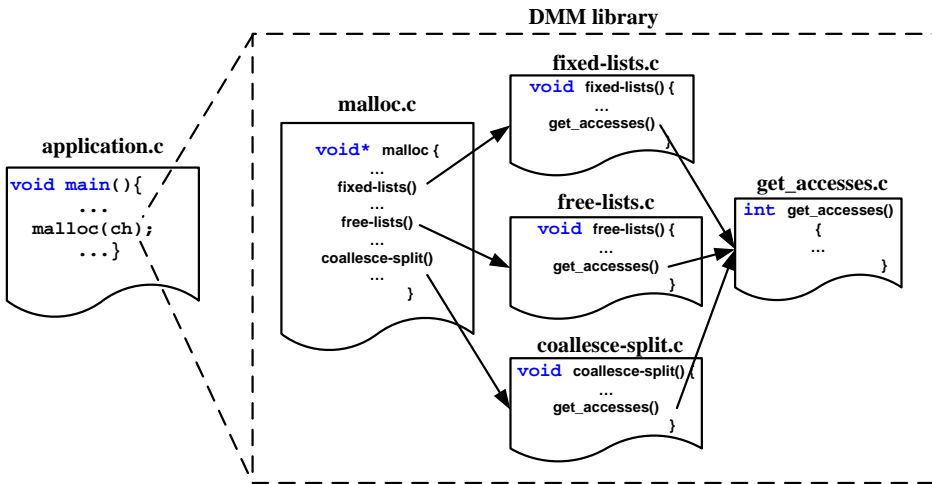 DMM library
application.c
void main(){
...
malloc(ch);
...}
malloc.c
void* malloc {
...
fixed-lists()
...
free-lists()
...
coallesce-split()
...
}
fixed-lists.c
void fixed-lists() {
...
get_accesses()
}
free-lists.c
void free-lists() {
...
get_accesses()
}
coallesce-split.c
void coallesce-split() {
...
get_accesses()
}
get_accesses.c
int get_accesses()
{
...
}